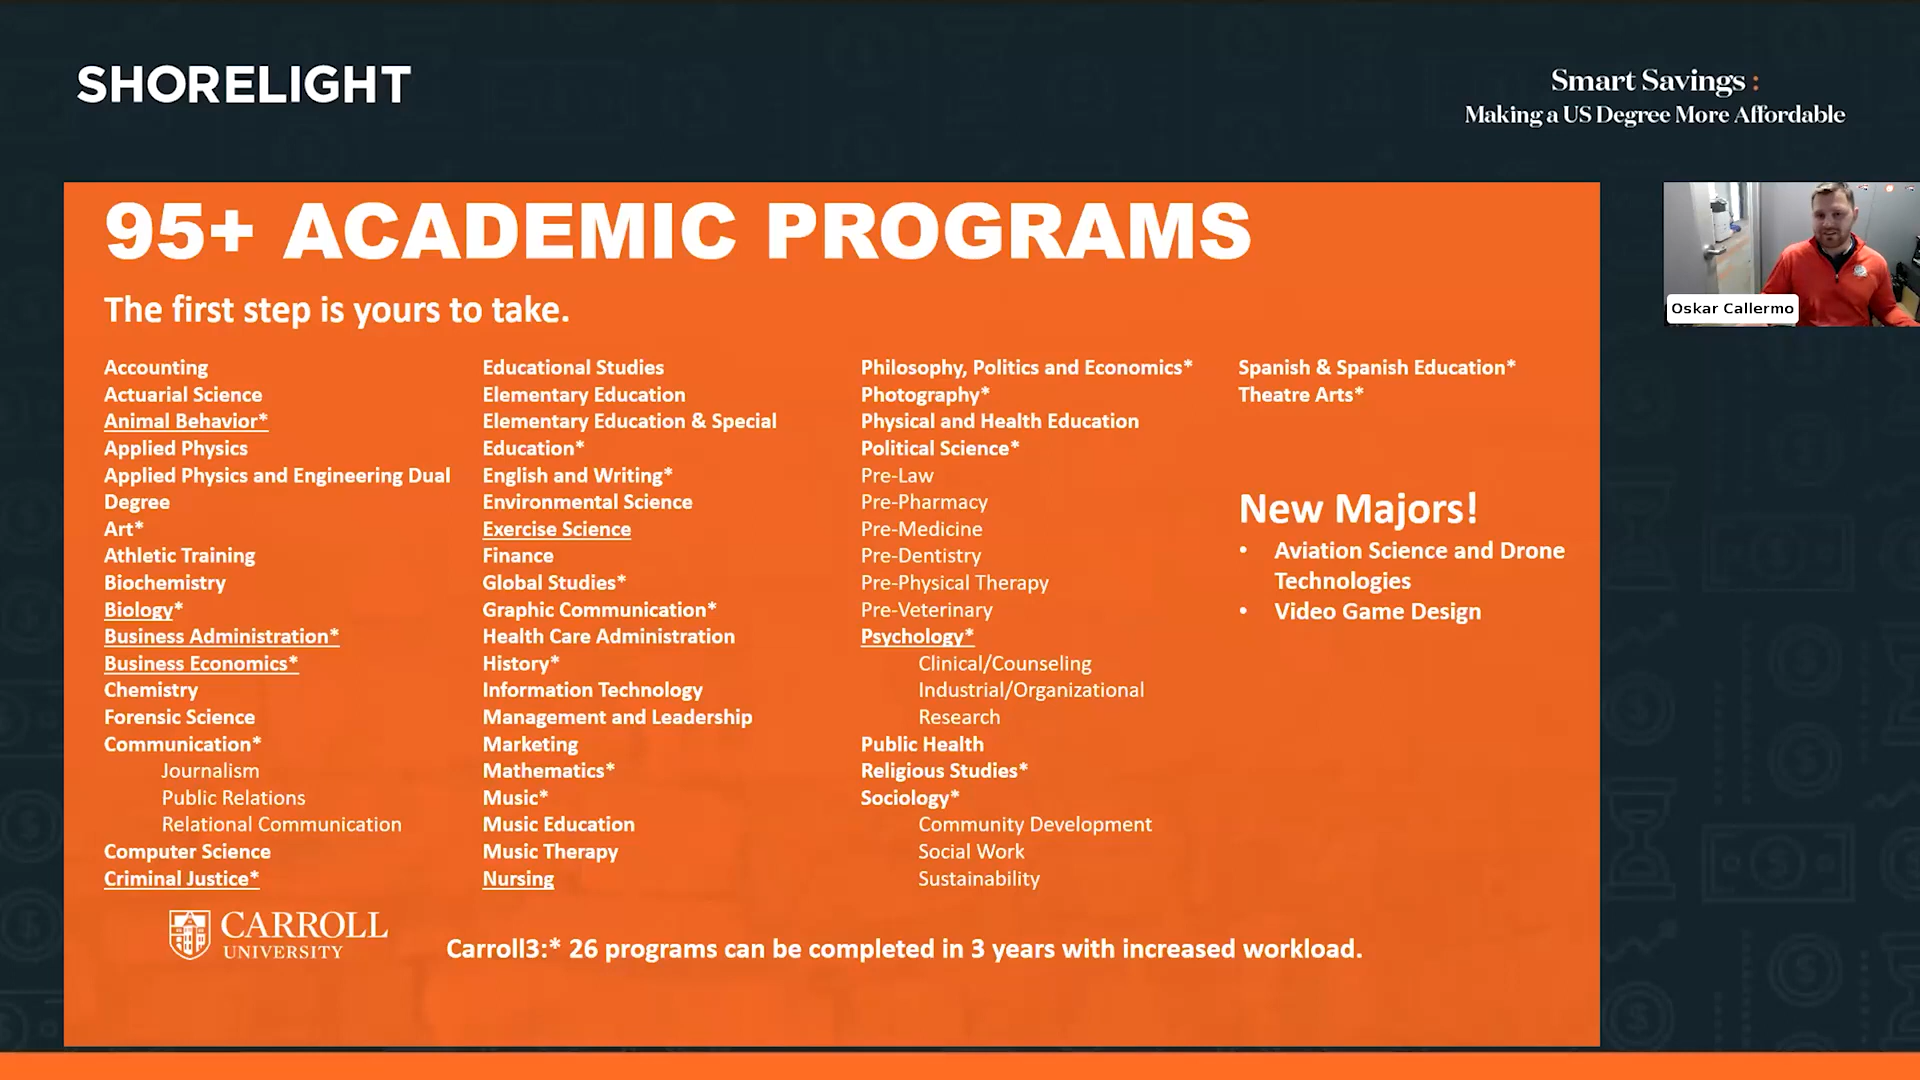 SHORELIGHT
Smart Savings :
Making a US Degree More Affordable
95+ ACADEMIC PROGRAMS
The first step is yours to take.
Accounting
Actuarial Science
Animal Behavior*
Applied Physics
Applied Physics and Engineering Dual
Degree
Art*
Athletic Training
Biochemistry
Biology*
Business Administration*
Business Economics*
Chemistry
Forensic Science
Communication*
Journalism
Public Relations
Relational Communication
Computer Science
Criminal Justice*
Educational Studies
Elementary Education
Elementary Education & Special
Education*
English and Writing*
Environmental Science
Exercise Science
Finance
Global Studies*
Graphic Communication*
Health Care Administration
History*
Information Technology
Management and Leadership
Marketing
Mathematics*
Music*
Music Education
Music Therapy
Nursing
Philosophy, Politics and Economics*
Photography*
Physical and Health Education
Political Science*
Pre-Law
Pre-Pharmacy
Pre-Medicine
Pre-Dentistry
Pre-Physical Therapy
Pre-Veterinary
Psychology*
Clinical/Counseling
Industrial/Organizational
Research
Public Health
Religious Studies*
Sociology*
Community Development
Social Work
Sustainability
Spanish & Spanish Education*
Theatre Arts*
New Majors!
• Aviation Science and Drone
Technologies
• Video Game Design
CARROLL
UNIVERSITY
Carroll3:* 26 programs can be completed in 3 years with increased workload.
Oskar Callermo